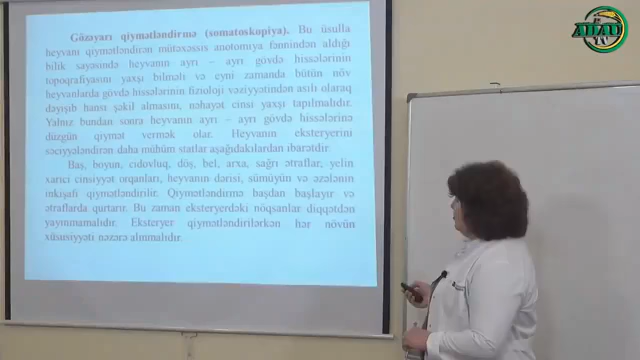 Gözəyarı qiymətləndirmə (somatoskopiya). Bu üsulla
heyvanı qiymətləndirən mütəxəssis anotomiya fənnindən aldığı
bilik sayəsində heyvanın ayrı – ayrı gövdə hissələrinin
topoqrafiyasını yaxşı bilməli və eyni zamanda bütün növ
heyvanlarda gövdə hissələrinin fizioloji vəziyyətindən asılı olaraq
dəyişib hansı şəkil almasını, nəhayət cinsi yaxşı tapılmalıdır.
Yalnız bundan sonra heyvanın ayrı – ayrı gövdə hissələrinə
düzgün qiymət vermək olar. Heyvanın eksteryerini
səciyyələndirən daha mühüm statlar aşağıdakılardan ibarətdir.
Baş, boyun, cıdovluq, döş, bel, arxa, sağrı ətraflar, yelin
xarici cinsiyyət orqanları, heyvanın dərisi, sümüyün və əzələnin
inkişafı qiymətləndirilir. Qiymətləndirmə başdan başlayır və
ətraflarda qurtarır. Bu zaman eksteryerdəki nöqsanlar diqqətdən
yayınmamalıdır. Eksteryer qiymətləndirilərkən hər növün
xüsusiyyəti nəzərə alınmalıdır.
ADAU
TV